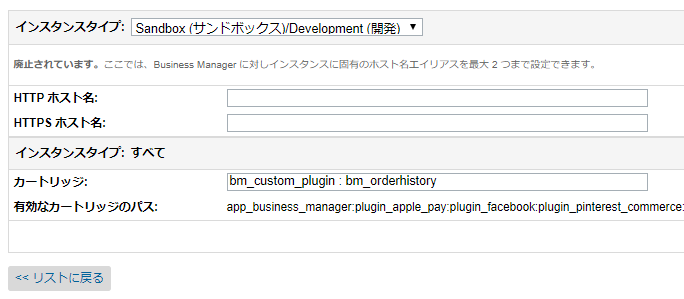 インスタンスタイプ: Sandbox (サンドボックス)/Development (開発)
廃止されています。ここでは、Business Manager に対しインスタンスに固有のホスト名エイリアスを最大 2 つまで設定できます。
HTTP ホスト名:
HTTPS ホスト名:
インスタンスタイプ: すべて
カートリッジ: bm_custom_plugin : bm_orderhistory
有効なカートリッジのパス: app_business_manager:plugin_apple_pay:plugin_facebook:plugin_pinterest_commerce:
<< リストに戻る